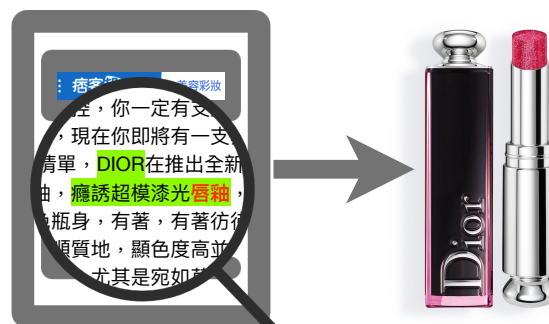 痞客
美容彩妝
，你一定有支
，現在你即將有一支
清單，DIOR在推出全新
，癮誘超模漆光唇釉，
瓶身，有著，有著彷彿
質地，顯色度高並
尤其是宛如
Dior